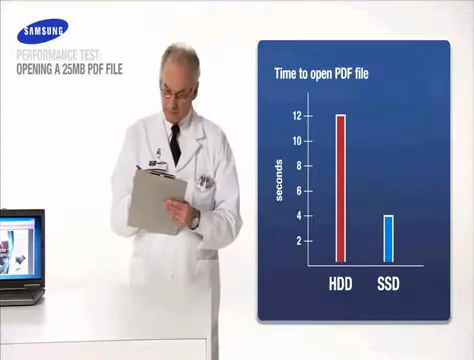 SAMSUNG
PERFORMANCE TEST:
OPENING A 25MB PDF FILE
Time to open PDF file
seconds
12
10
8
6
4
2
HDD
SSD